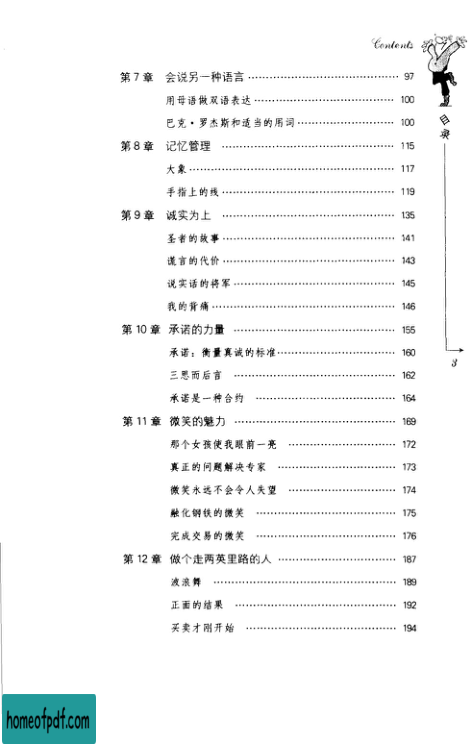 Contents
目
录
第 7 章 会说另一种语言 …… 97
用母语做双语表达 …… 100
巴克·罗杰斯和适当的用词 …… 100
第 8 章 记忆管理 …… 115
大象 …… 117
手指上的线 …… 119
第 9 章 诚实为上 …… 135
圣者的故事 …… 141
谎言的代价 …… 143
说实话的将军 …… 145
我的背痛 …… 146
第 10 章 承诺的力量 …… 155
承诺：衡量真诚的标准 …… 160
三思而后言 …… 162
承诺是一种合约 …… 164
第 11 章 微笑的魅力 …… 169
那个女孩使我眼前一亮 …… 172
真正的问题解决专家 …… 173
微笑永远不会令人失望 …… 174
融化钢铁的微笑 …… 175
完成交易的微笑 …… 176
第 12 章 做个走两英里路的人 …… 187
波浪舞 …… 189
正面的结果 …… 192
买卖才刚开始 …… 194
3
homeofpdf.com